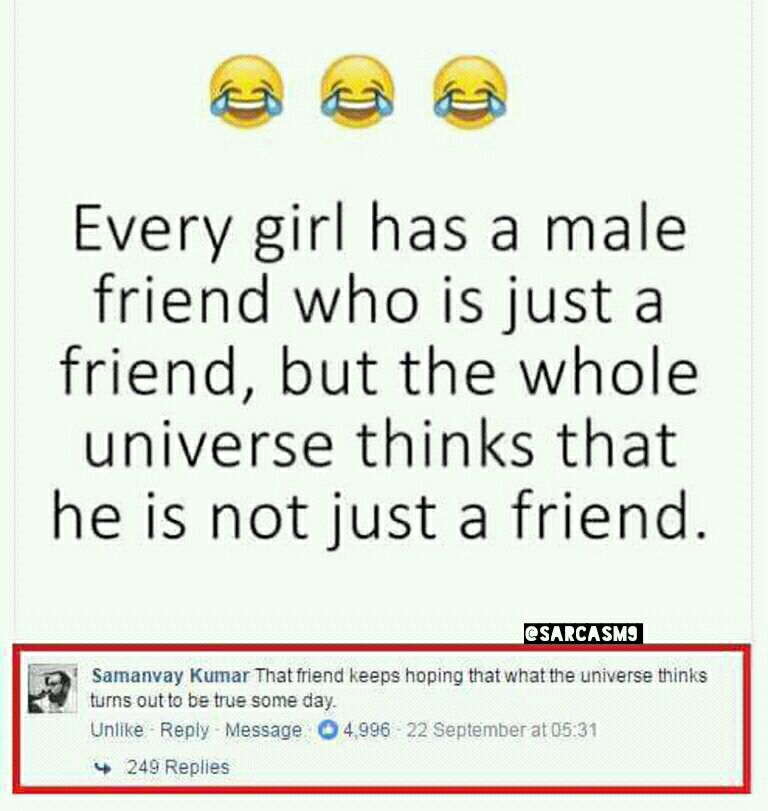 😂 😂 😂
Every girl has a male
friend who is just a
friend, but the whole
universe thinks that
he is not just a friend.
@SARCASM9
Samanvay Kumar That friend keeps hoping that what the universe thinks
turns out to be true some day.
Unlike · Reply · Message · 4,996 · 22 September at 05:31
249 Replies